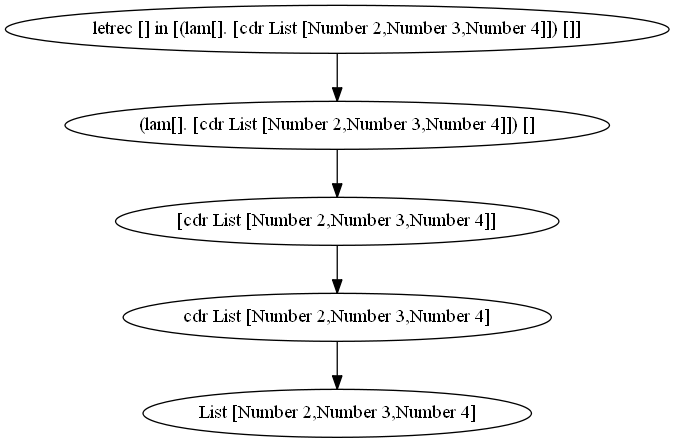 letrec [] in [(lam[]. [cdr List [Number 2,Number 3,Number 4]]) []]
(lam[]. [cdr List [Number 2,Number 3,Number 4]]) []
[cdr List [Number 2,Number 3,Number 4]]
cdr List [Number 2,Number 3,Number 4]
List [Number 2,Number 3,Number 4]